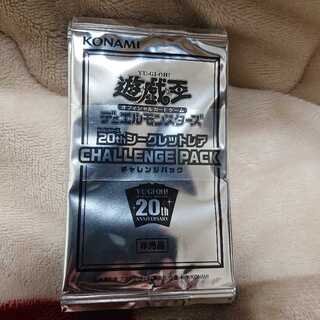 KONAMI
YU-GI-OH!
遊戯王
オフィシャルカードゲーム
デュエルモンスターズ
20thシークレットレア
CHALLENGE PACK
チャレンジパック
YU-GI-OH!
20th
ANNIVERSARY
非売品
KONAMI